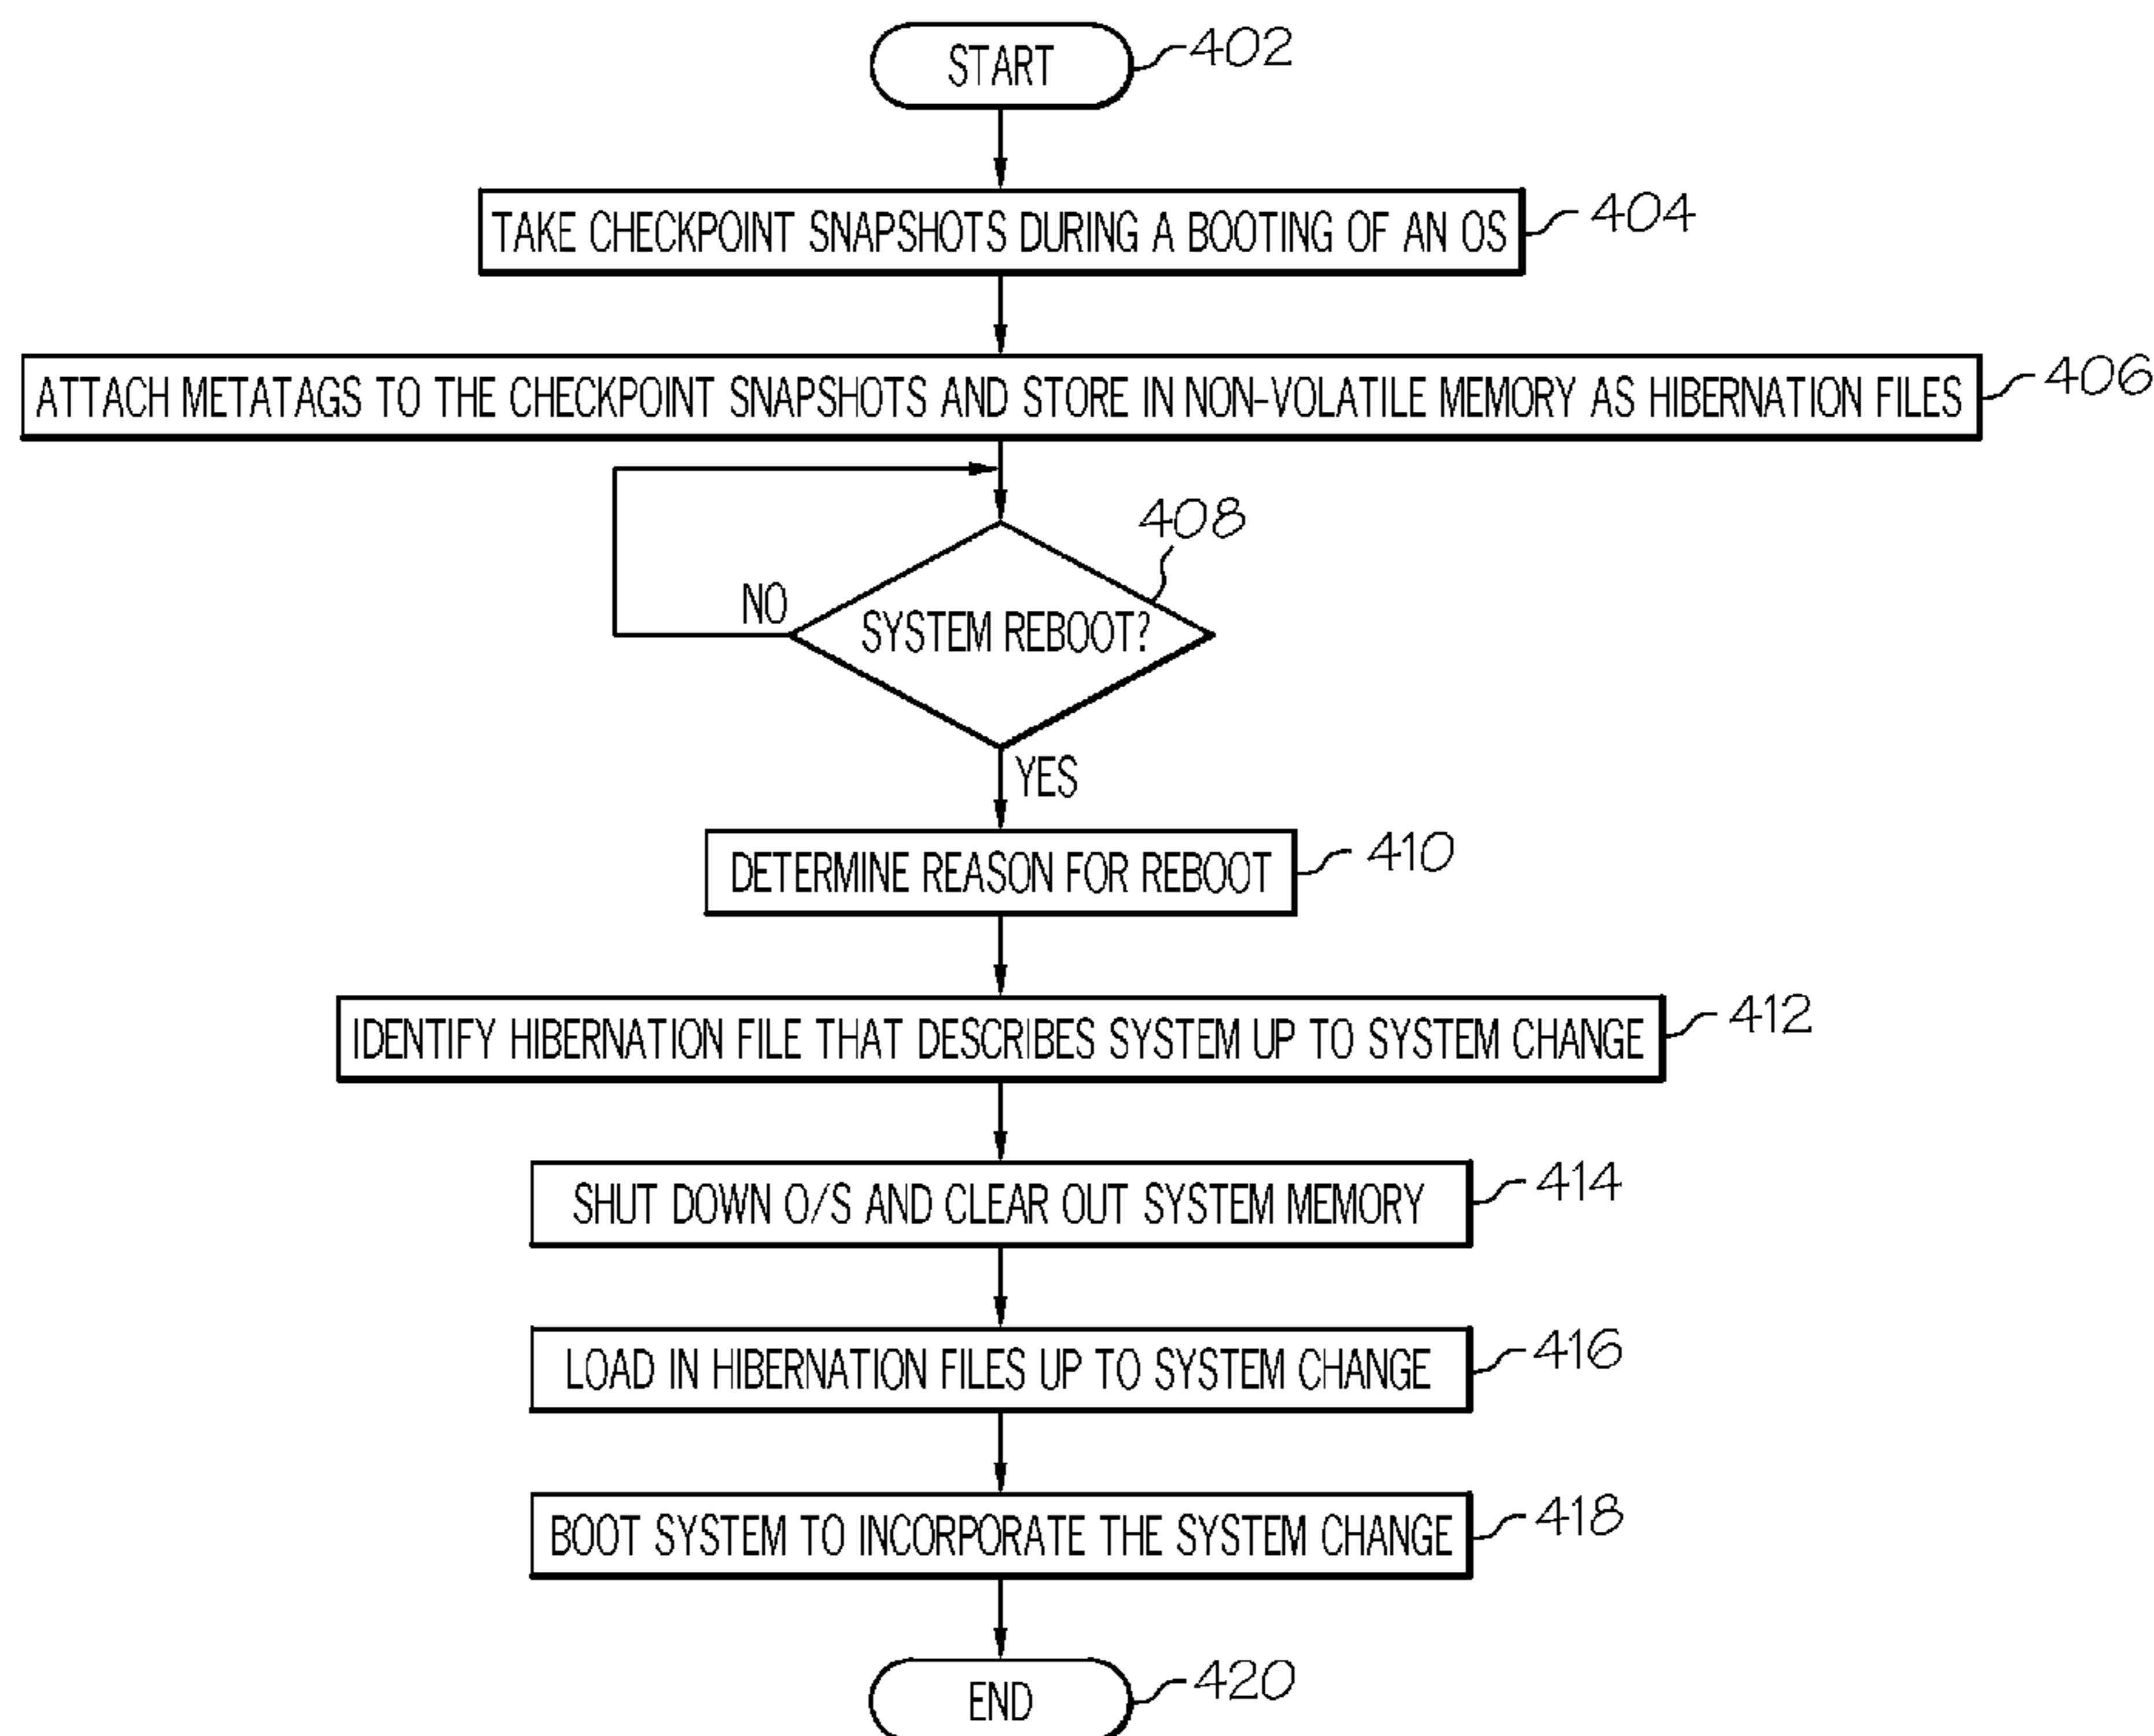 START
402
TAKE CHECKPOINT SNAPSHOTS DURING A BOOTING OF AN OS
404
ATTACH METATAGS TO THE CHECKPOINT SNAPSHOTS AND STORE IN NON-VOLATILE MEMORY AS HIBERNATION FILES
406
408
NO
SYSTEM REBOOT?
YES
DETERMINE REASON FOR REBOOT
410
IDENTIFY HIBERNATION FILE THAT DESCRIBES SYSTEM UP TO SYSTEM CHANGE
412
SHUT DOWN O/S AND CLEAR OUT SYSTEM MEMORY
414
LOAD IN HIBERNATION FILES UP TO SYSTEM CHANGE
416
BOOT SYSTEM TO INCORPORATE THE SYSTEM CHANGE
418
END
420